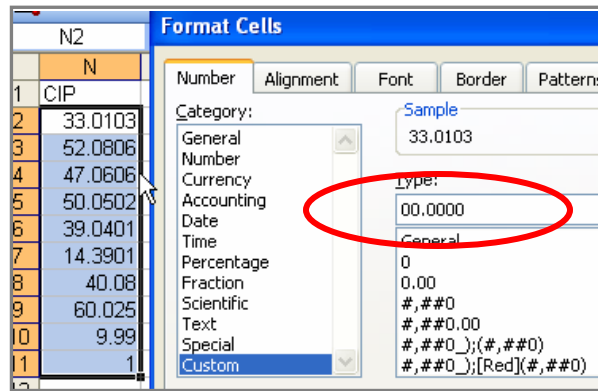 N2
N
1 CIP
2 33.0103
3 52.0806
4 47.0606
5 50.0502
6 39.0401
7 14.3901
8 40.08
9 60.025
10 9.99
11 1
Format Cells
Number Alignment Font Border Patterns
Category:
General
Number
Currency
Accounting
Date
Time
Percentage
Fraction
Scientific
Text
Special
Custom
Sample
33.0103
Type:
00.0000
General
0
0.00
#,##0
#,##0.00
#,##0_);(#,##0)
#,##0_);[Red](#,##0)